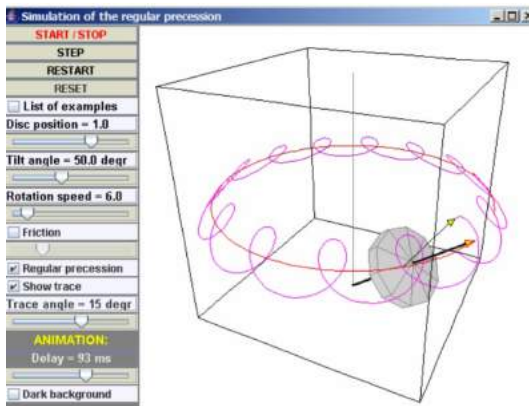 Simulation of the regular precession
START / STOP
STEP
RESTART
RESET
List of examples
Disc position = 1.0
Tilt angle = 50.0 degr
Rotation speed = 6.0
Friction
Regular precession
Show trace
Trace angle = 15 degr
ANIMATION:
Delay = 93 ms
Dark background